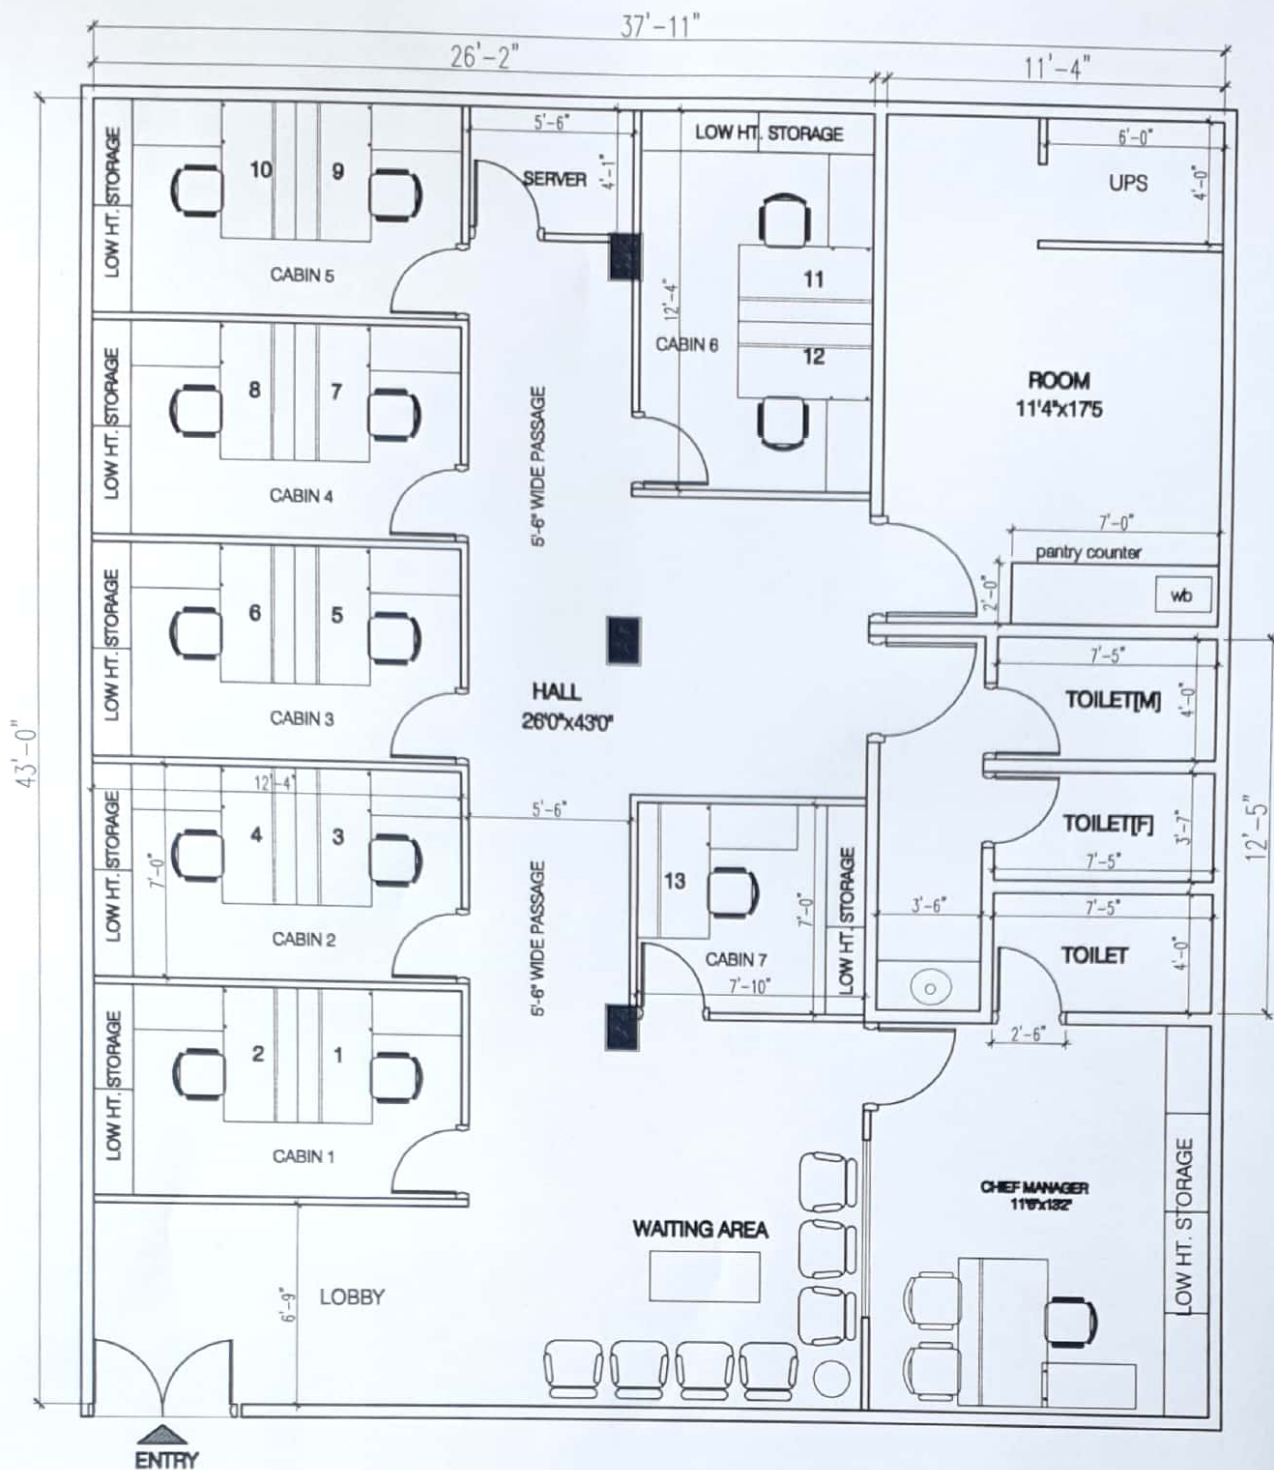 37'-11"
26'-2"
11'-4"
LOW HT. STORAGE
10
9
CABIN 5
5'-6"
SERVER
4'-1"
LOW HT. STORAGE
11
12
12'-4"
CABIN 6
6'-0"
UPS
4'-0"
ROOM
11'4"x17'5
LOW HT. STORAGE
8
7
CABIN 4
5'-6" WIDE PASSAGE
7'-0"
pantry counter
2'-0"
wb
LOW HT. STORAGE
6
5
CABIN 3
HALL
26'0"x43'0"
7'-5"
TOILET[M]
4'-0"
43'-0"
12'-4"
LOW HT. STORAGE
4
3
7'-0"
CABIN 2
5'-6"
5'-6" WIDE PASSAGE
13
7'-0"
LOW HT. STORAGE
CABIN 7
7'-10"
TOILET[F]
3'-7"
7'-5"
12'-5"
3'-6"
7'-5"
TOILET
4'-0"
2'-6"
LOW HT. STORAGE
2
1
CABIN 1
CHIEF MANAGER
LOW HT. STORAGE
WAITING AREA
LOBBY
6'-9"
ENTRY